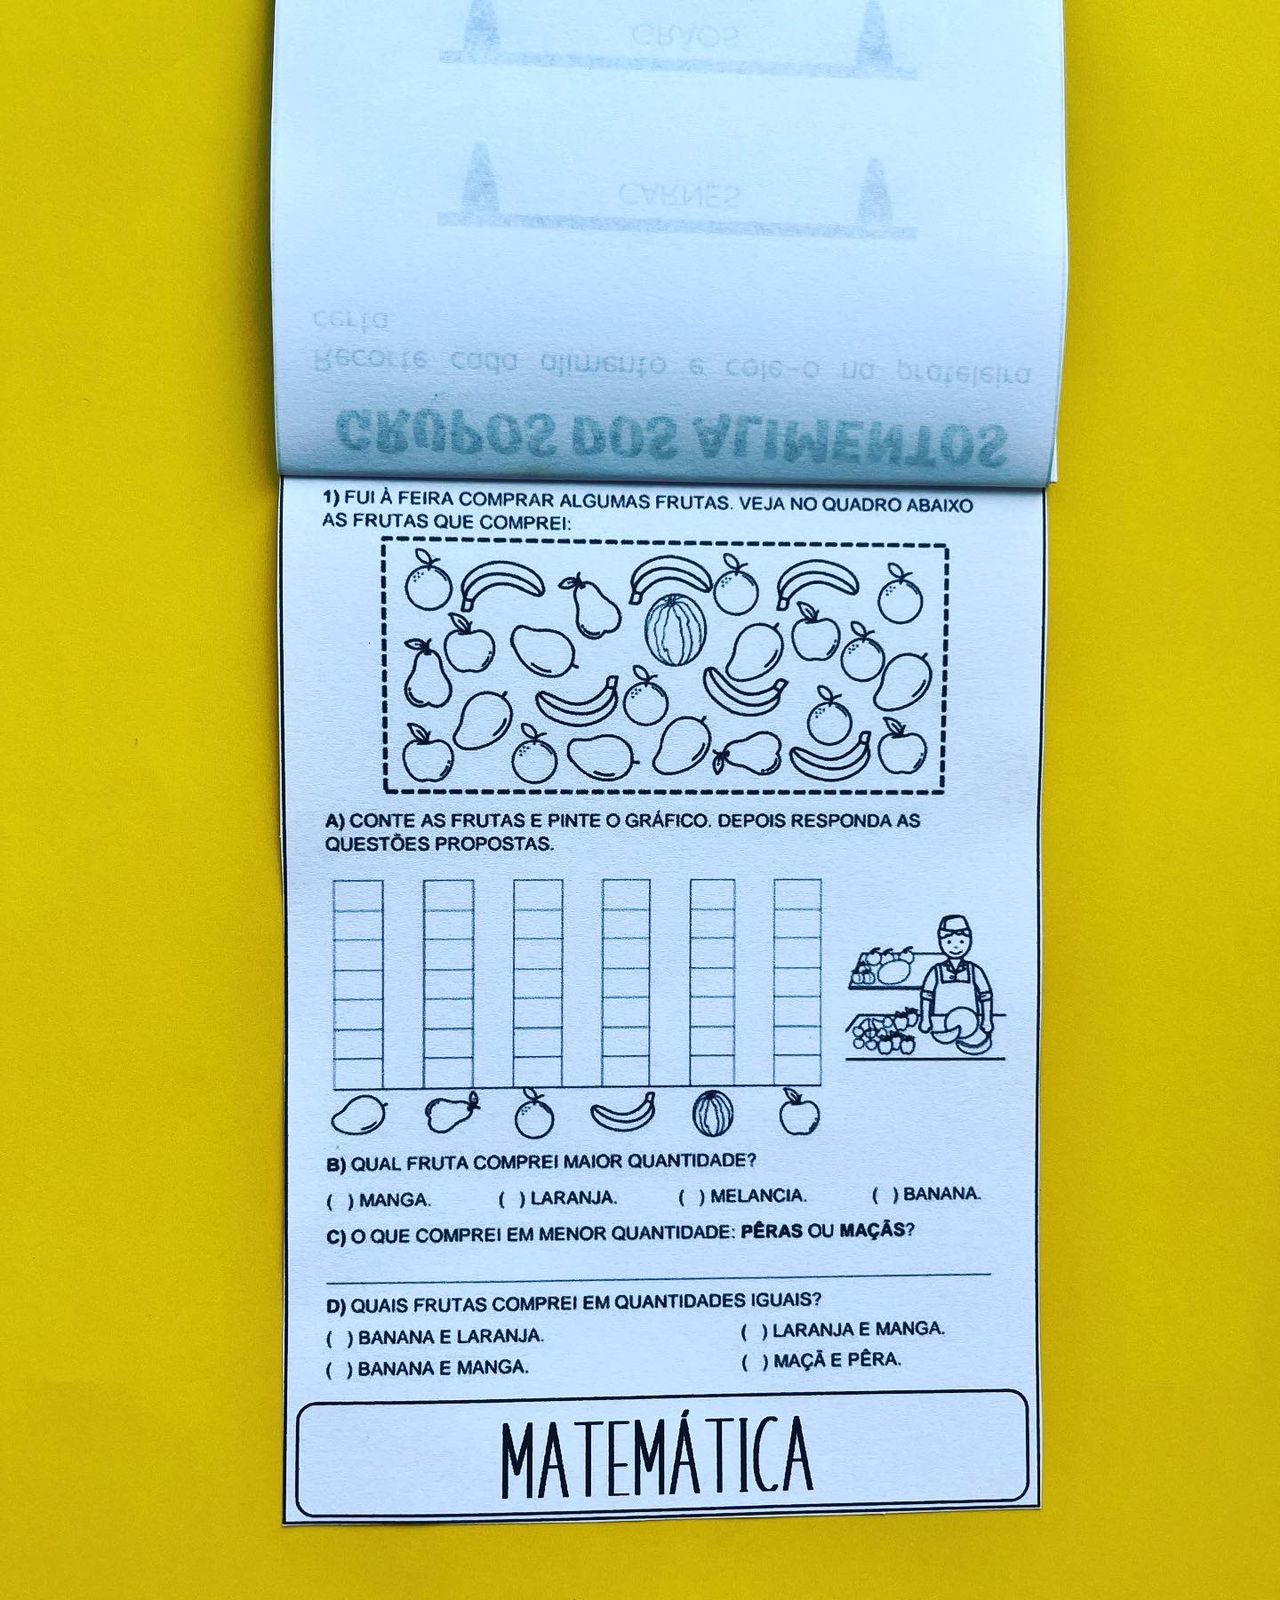 GRÃOS
CARNES
certa
Recorte cada alimento e cole-o na prateleira
GRUPOS DOS ALIMENTOS
1) FUI À FEIRA COMPRAR ALGUMAS FRUTAS. VEJA NO QUADRO ABAIXO
AS FRUTAS QUE COMPREI:
A) CONTE AS FRUTAS E PINTE O GRÁFICO. DEPOIS RESPONDA AS
QUESTÕES PROPOSTAS.
B) QUAL FRUTA COMPREI MAIOR QUANTIDADE?
( ) MANGA. ( ) LARANJA. ( ) MELANCIA. ( ) BANANA.
C) O QUE COMPREI EM MENOR QUANTIDADE: PÊRAS OU MAÇÃS?
D) QUAIS FRUTAS COMPREI EM QUANTIDADES IGUAIS?
( ) BANANA E LARANJA. ( ) LARANJA E MANGA.
( ) BANANA E MANGA. ( ) MAÇÃ E PÊRA.
MATEMÁTICA